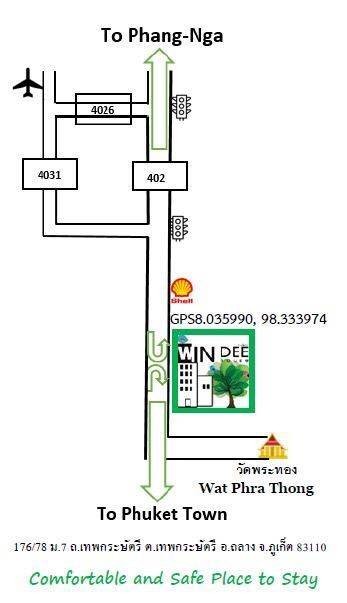 To Phang-Nga
4026
4031
402
Shell
GPS8.035990, 98.333974
WIN DEE
วัดพระทอง
Wat Phra Thong
To Phuket Town
176/78 ม.7 ถ.เทพกระษัตรี ต.เทพกระษัตรี อ.ถลาง จ.ภูเก็ต 83110
Comfortable and Safe Place to Stay